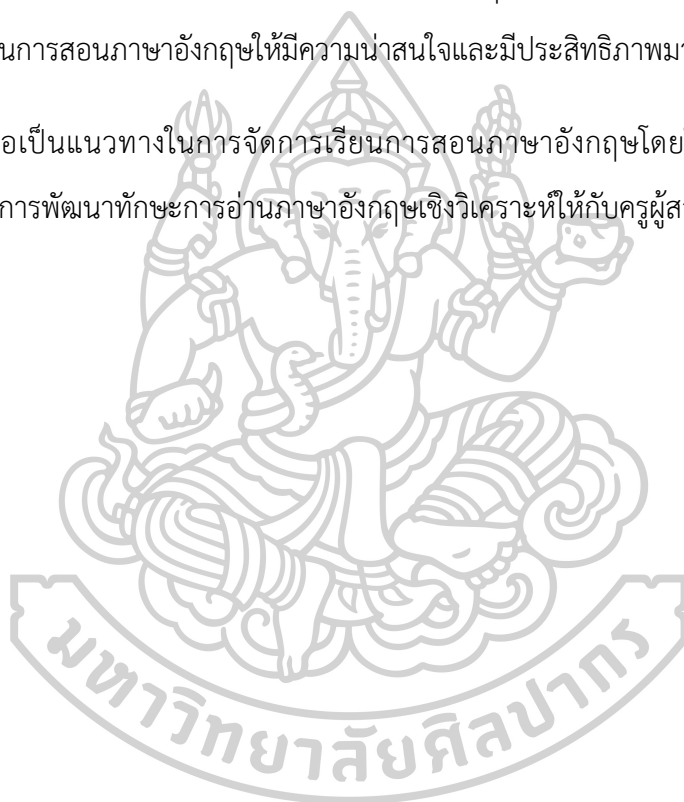 นการสอนภาษาอังกฤษให้มีความน่าสนใจและมีประสิทธิภาพมา
อเป็นแนวทางในการจัดการเรียนการสอนภาษาอังกฤษโดย
การพัฒนาทักษะการอ่านภาษาอังกฤษเชิงวิเคราะห์ให้กับครูผู้ส
มหาวิทยาลัยศิลปากร